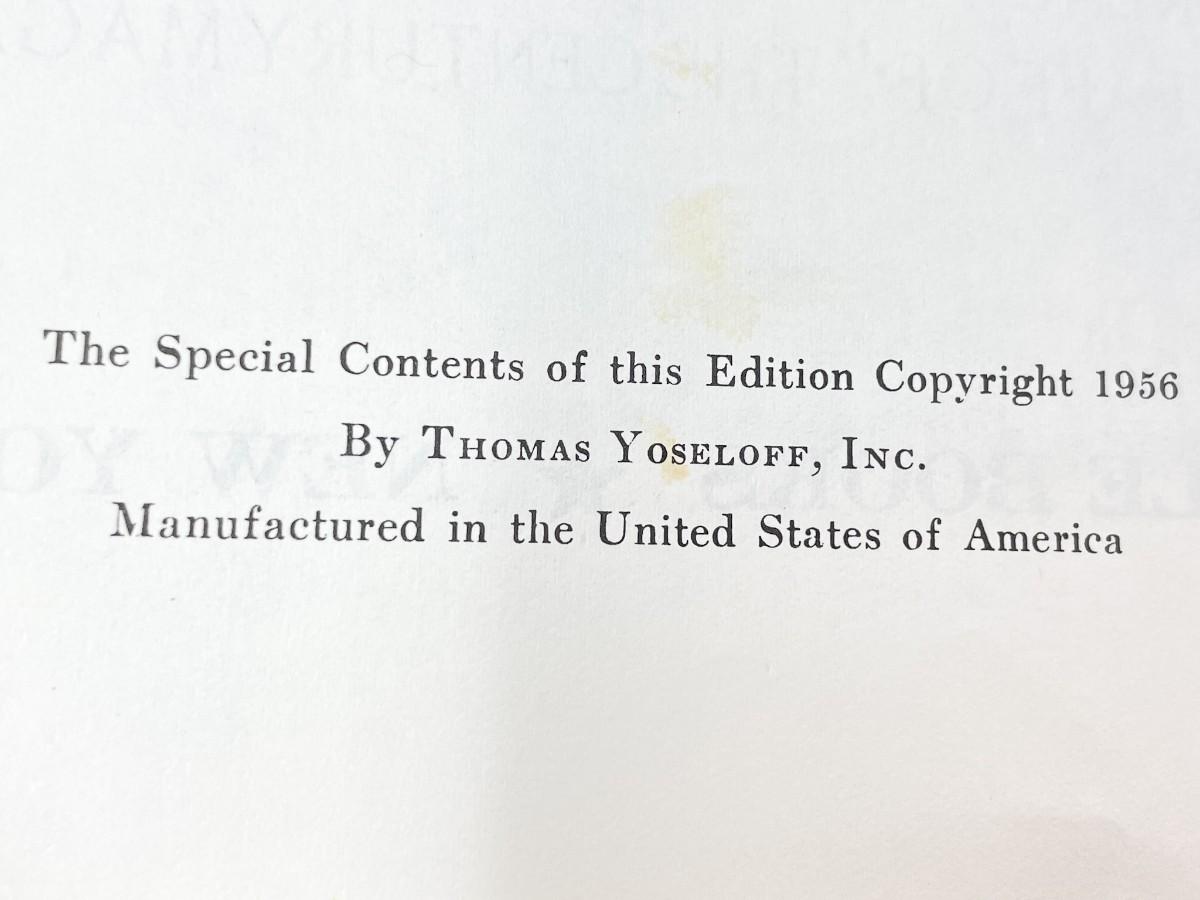 The Special Contents of this Edition Copyright 1956
By THOMAS YOSELOFF, INC.
Manufactured in the United States of America